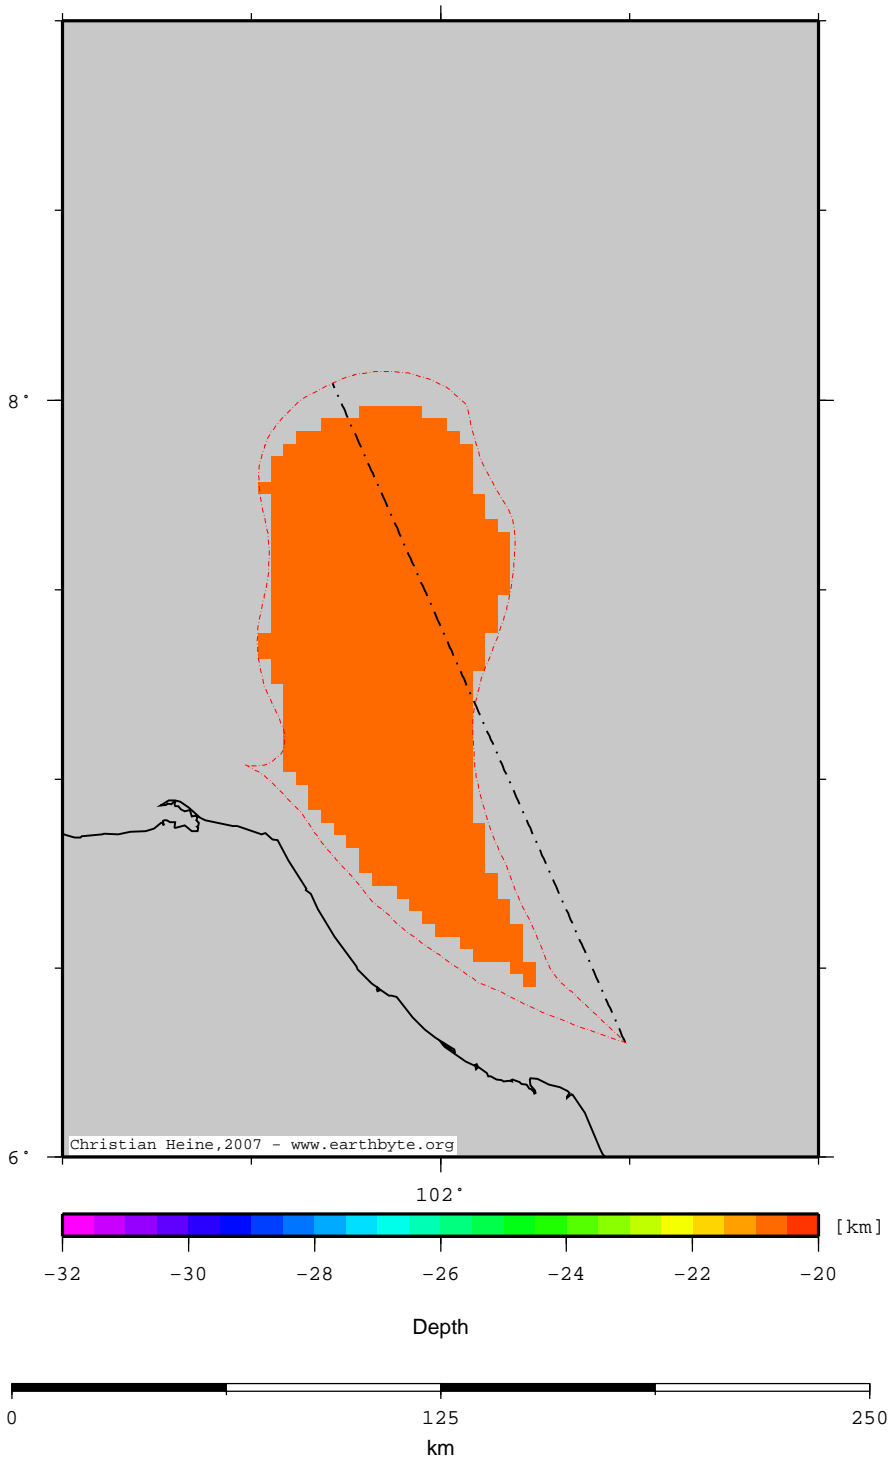 8°
6°
Christian Heine,2007 - www.earthbyte.org
102°
[km]
-32 -30 -28 -26 -24 -22 -20
Depth
0 125 250
km